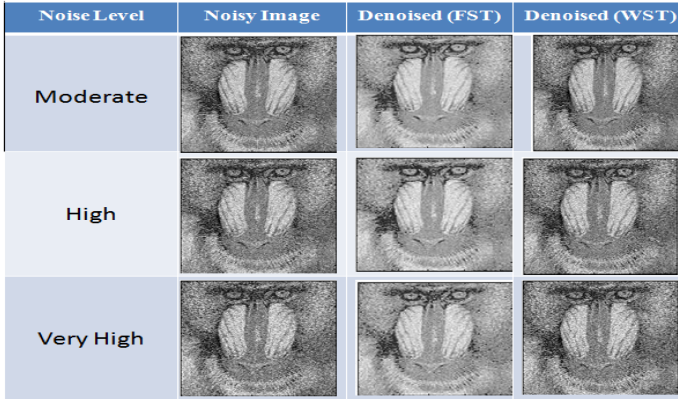 Noise Level Noisy Image Denoised (FST) Denoised (WST)
Moderate
High
Very High